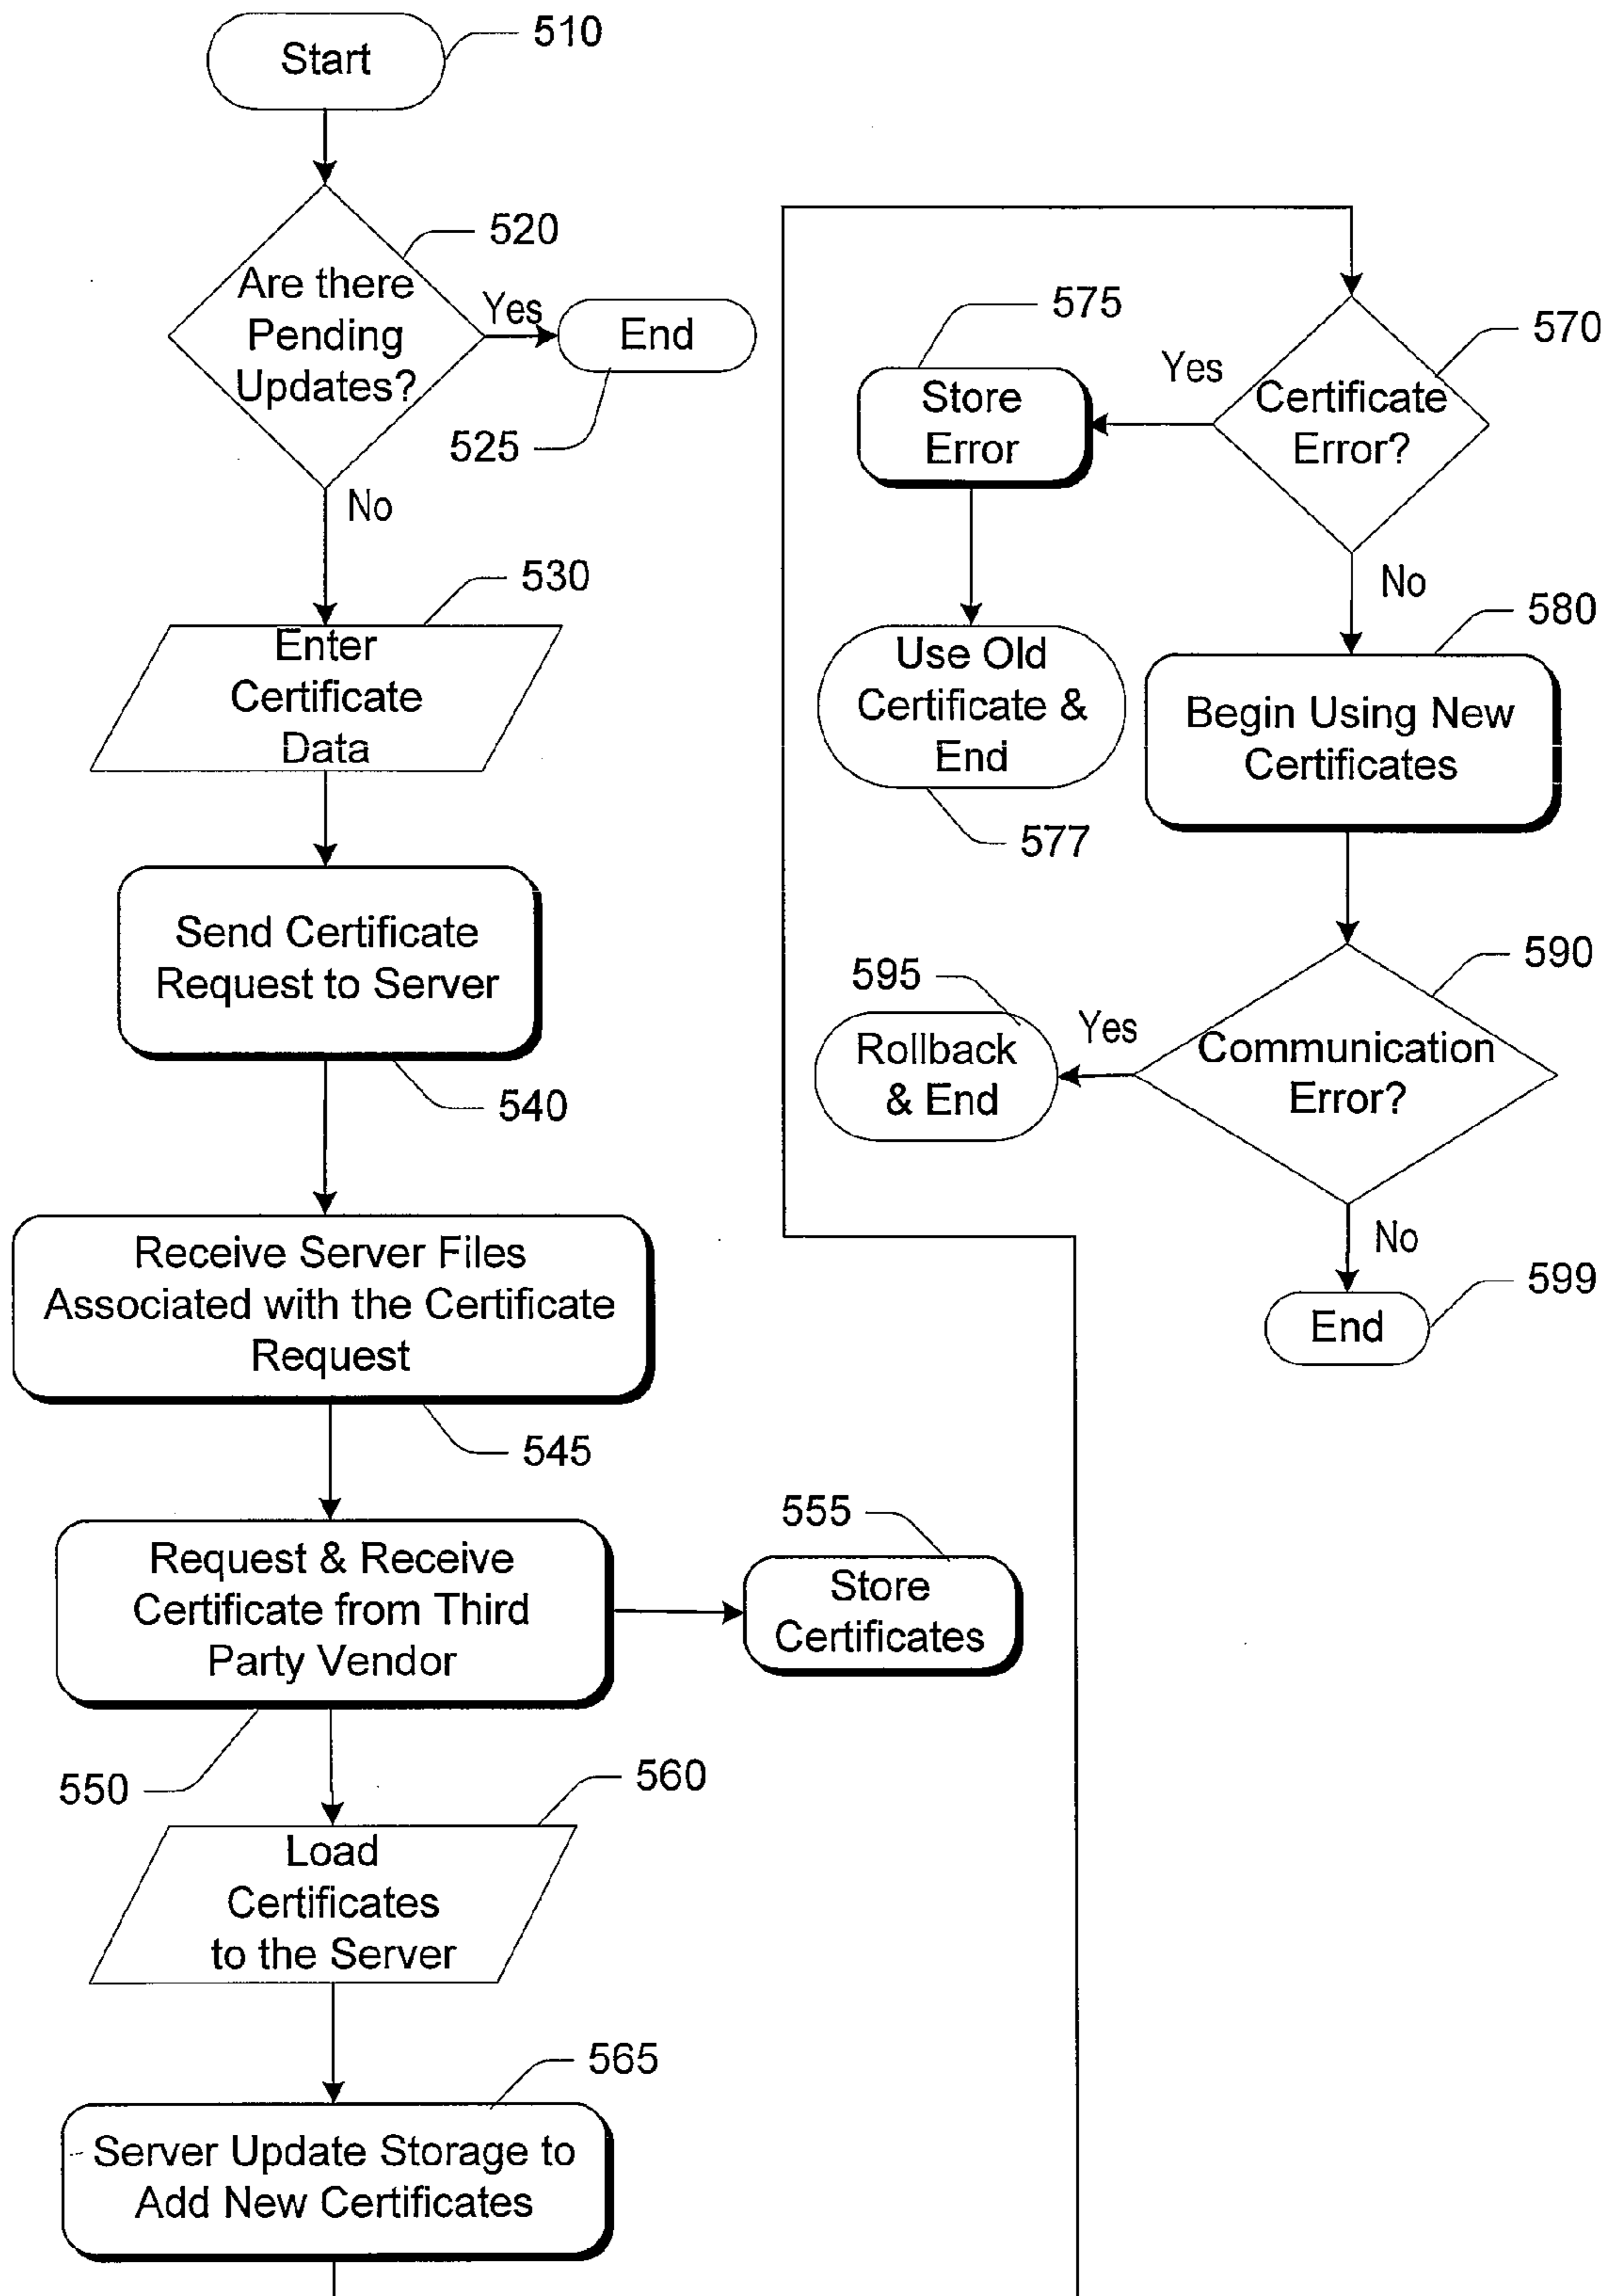 Start
510
520
Are there
Pending
Updates?
Yes
End
525
No
530
Enter
Certificate
Data
Send Certificate
Request to Server
540
Receive Server Files
Associated with the Certificate
Request
545
Request & Receive
Certificate from Third
Party Vendor
550
555
Store
Certificates
560
Load
Certificates
to the Server
565
Server Update Storage to
Add New Certificates
570
Certificate
Error?
Yes
575
Store
Error
Use Old
Certificate &
End
577
No
580
Begin Using New
Certificates
590
Communication
Error?
Yes
595
Rollback
& End
No
599
End